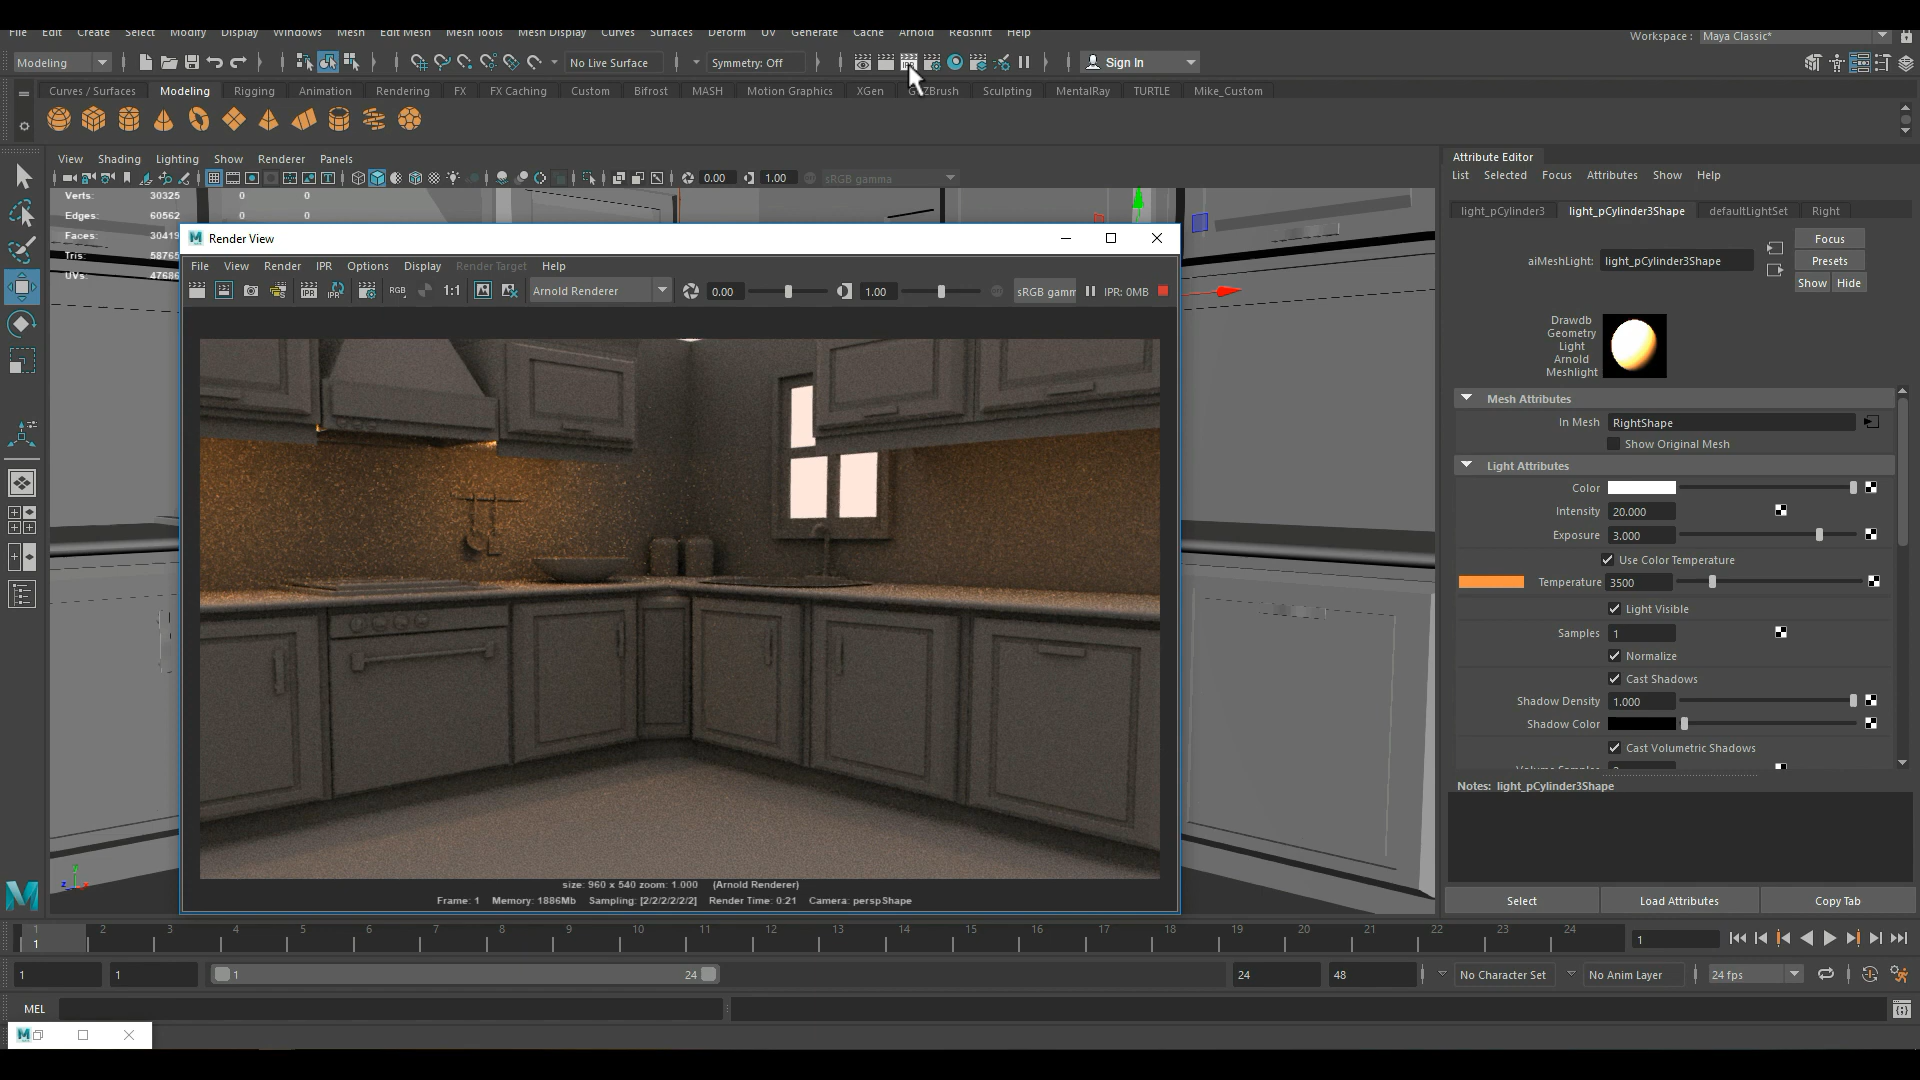 File Edit Create Select Modify Display Windows Mesh Edit Mesh Mesh Tools Mesh Display Curves Surfaces Deform UV Generate Cache Arnold Redshift Help
Workspace : Maya Classic*
Modeling No Live Surface Symmetry: Off Sign In
Curves / Surfaces Modeling Rigging Animation Rendering FX FX Caching Custom Bifrost MASH Motion Graphics XGen Sculpting MentalRay TURTLE Mike_Custom
View Shading Lighting Show Renderer Panels
0.00 1.00 sRGB gamma
Verts: 30325 0 0
Edges: 60562 0 0
Faces: 30419
Tris: 58765
UVs: 47686
Render View
File View Render IPR Options Display Render Target Help
IPR IPR RGB 1:1 Arnold Renderer 0.00 1.00 sRGB gamm IPR: 0MB
size: 960 x 540 zoom: 1.000 (Arnold Renderer)
Frame: 1 Memory: 1886Mb Sampling: [2/2/2/2/2/2] Render Time: 0:21 Camera: perspShape
Attribute Editor
List Selected Focus Attributes Show Help
light_pCylinder3 light_pCylinder3Shape defaultLightSet Right
aiMeshLight: light_pCylinder3Shape
Focus
Presets
Show Hide
Drawdb
Geometry
Light
Arnold
Meshlight
Mesh Attributes
In Mesh RightShape
Show Original Mesh
Light Attributes
Color
Intensity 20.000
Exposure 3.000
Use Color Temperature
Temperature 3500
Light Visible
Samples 1
Normalize
Cast Shadows
Shadow Density 1.000
Shadow Color
Cast Volumetric Shadows
Volume Samples 2
Notes: light_pCylinder3Shape
Select Load Attributes Copy Tab
1 2 3 4 5 6 7 8 9 10 11 12 13 14 15 16 17 18 19 20 21 22 23 24
1 1
1 1 1 24 24 48 No Character Set No Anim Layer 24 fps
MEL